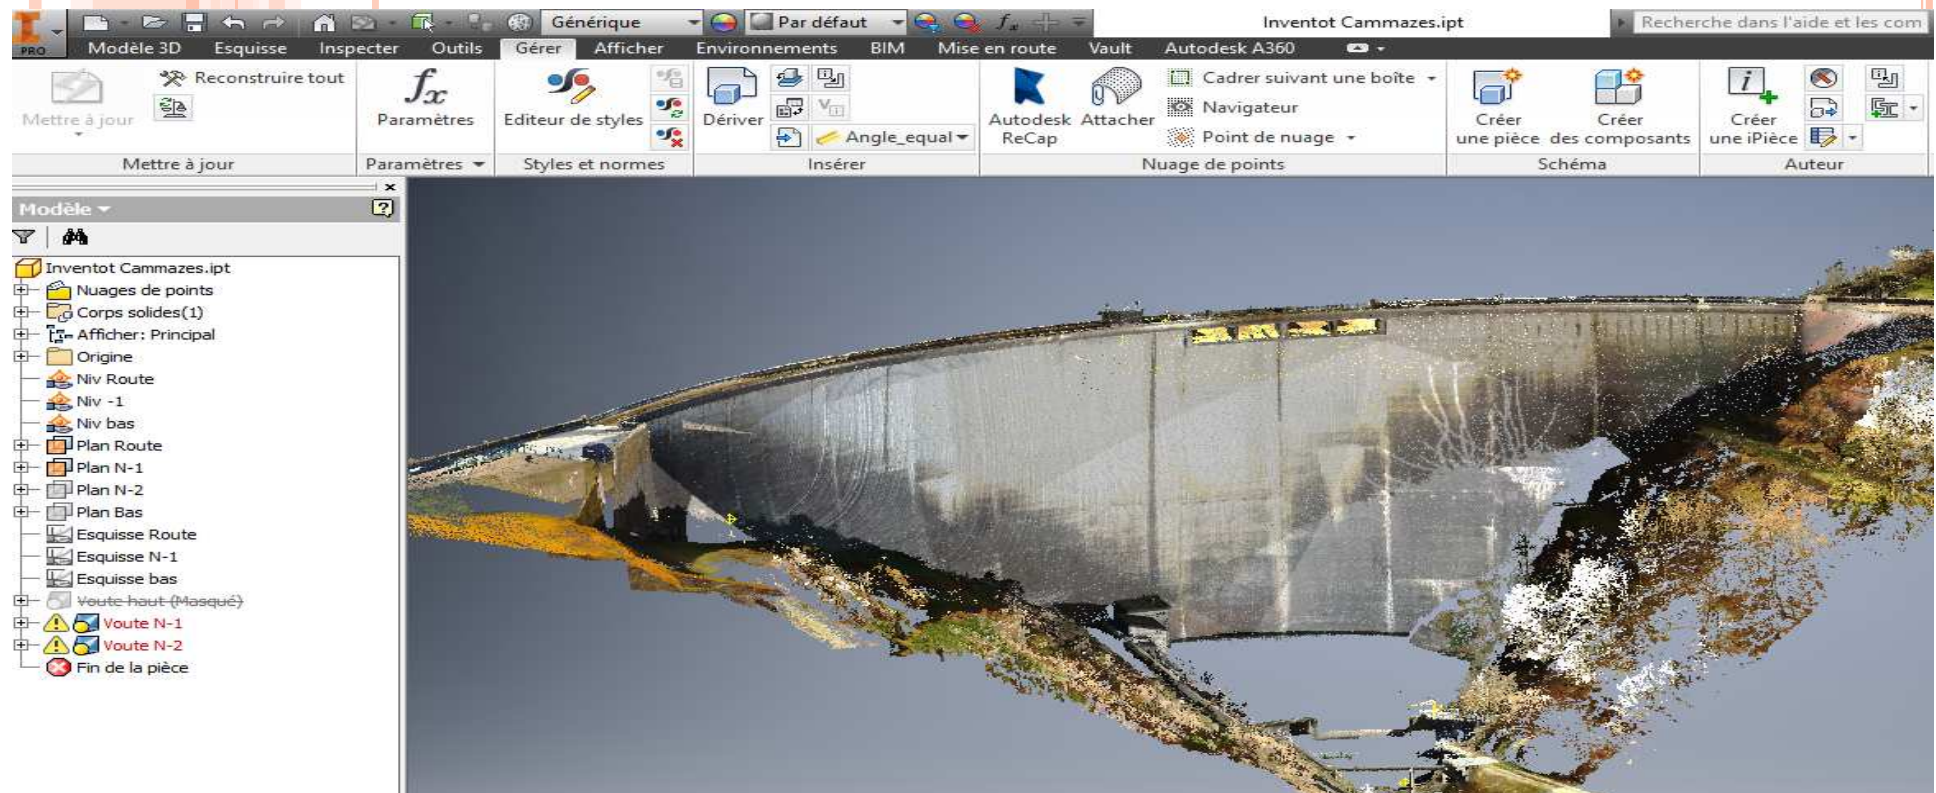 Générique
Par défaut
Inventot Cammazes.ipt
Recherche dans l'aide et les com
PRO
Modèle 3D
Esquisse
Inspecter
Outils
Gérer
Afficher
Environnements
BIM
Mise en route
Vault
Autodesk A360
Mettre à jour
Reconstruire tout
Paramètres
Editeur de styles
Dériver
Angle_equal
Autodesk
ReCap
Attacher
Cadrer suivant une boîte
Navigateur
Point de nuage
Créer
une pièce
Créer
des composants
Créer
une iPièce
Mettre à jour
Paramètres
Styles et normes
Insérer
Nuage de points
Schéma
Auteur
Modèle
Inventot Cammazes.ipt
Nuages de points
Corps solides(1)
Afficher: Principal
Origine
Niv Route
Niv -1
Niv bas
Plan Route
Plan N-1
Plan N-2
Plan Bas
Esquisse Route
Esquisse N-1
Esquisse bas
Voute haut (Masqué)
Voute N-1
Voute N-2
Fin de la pièce